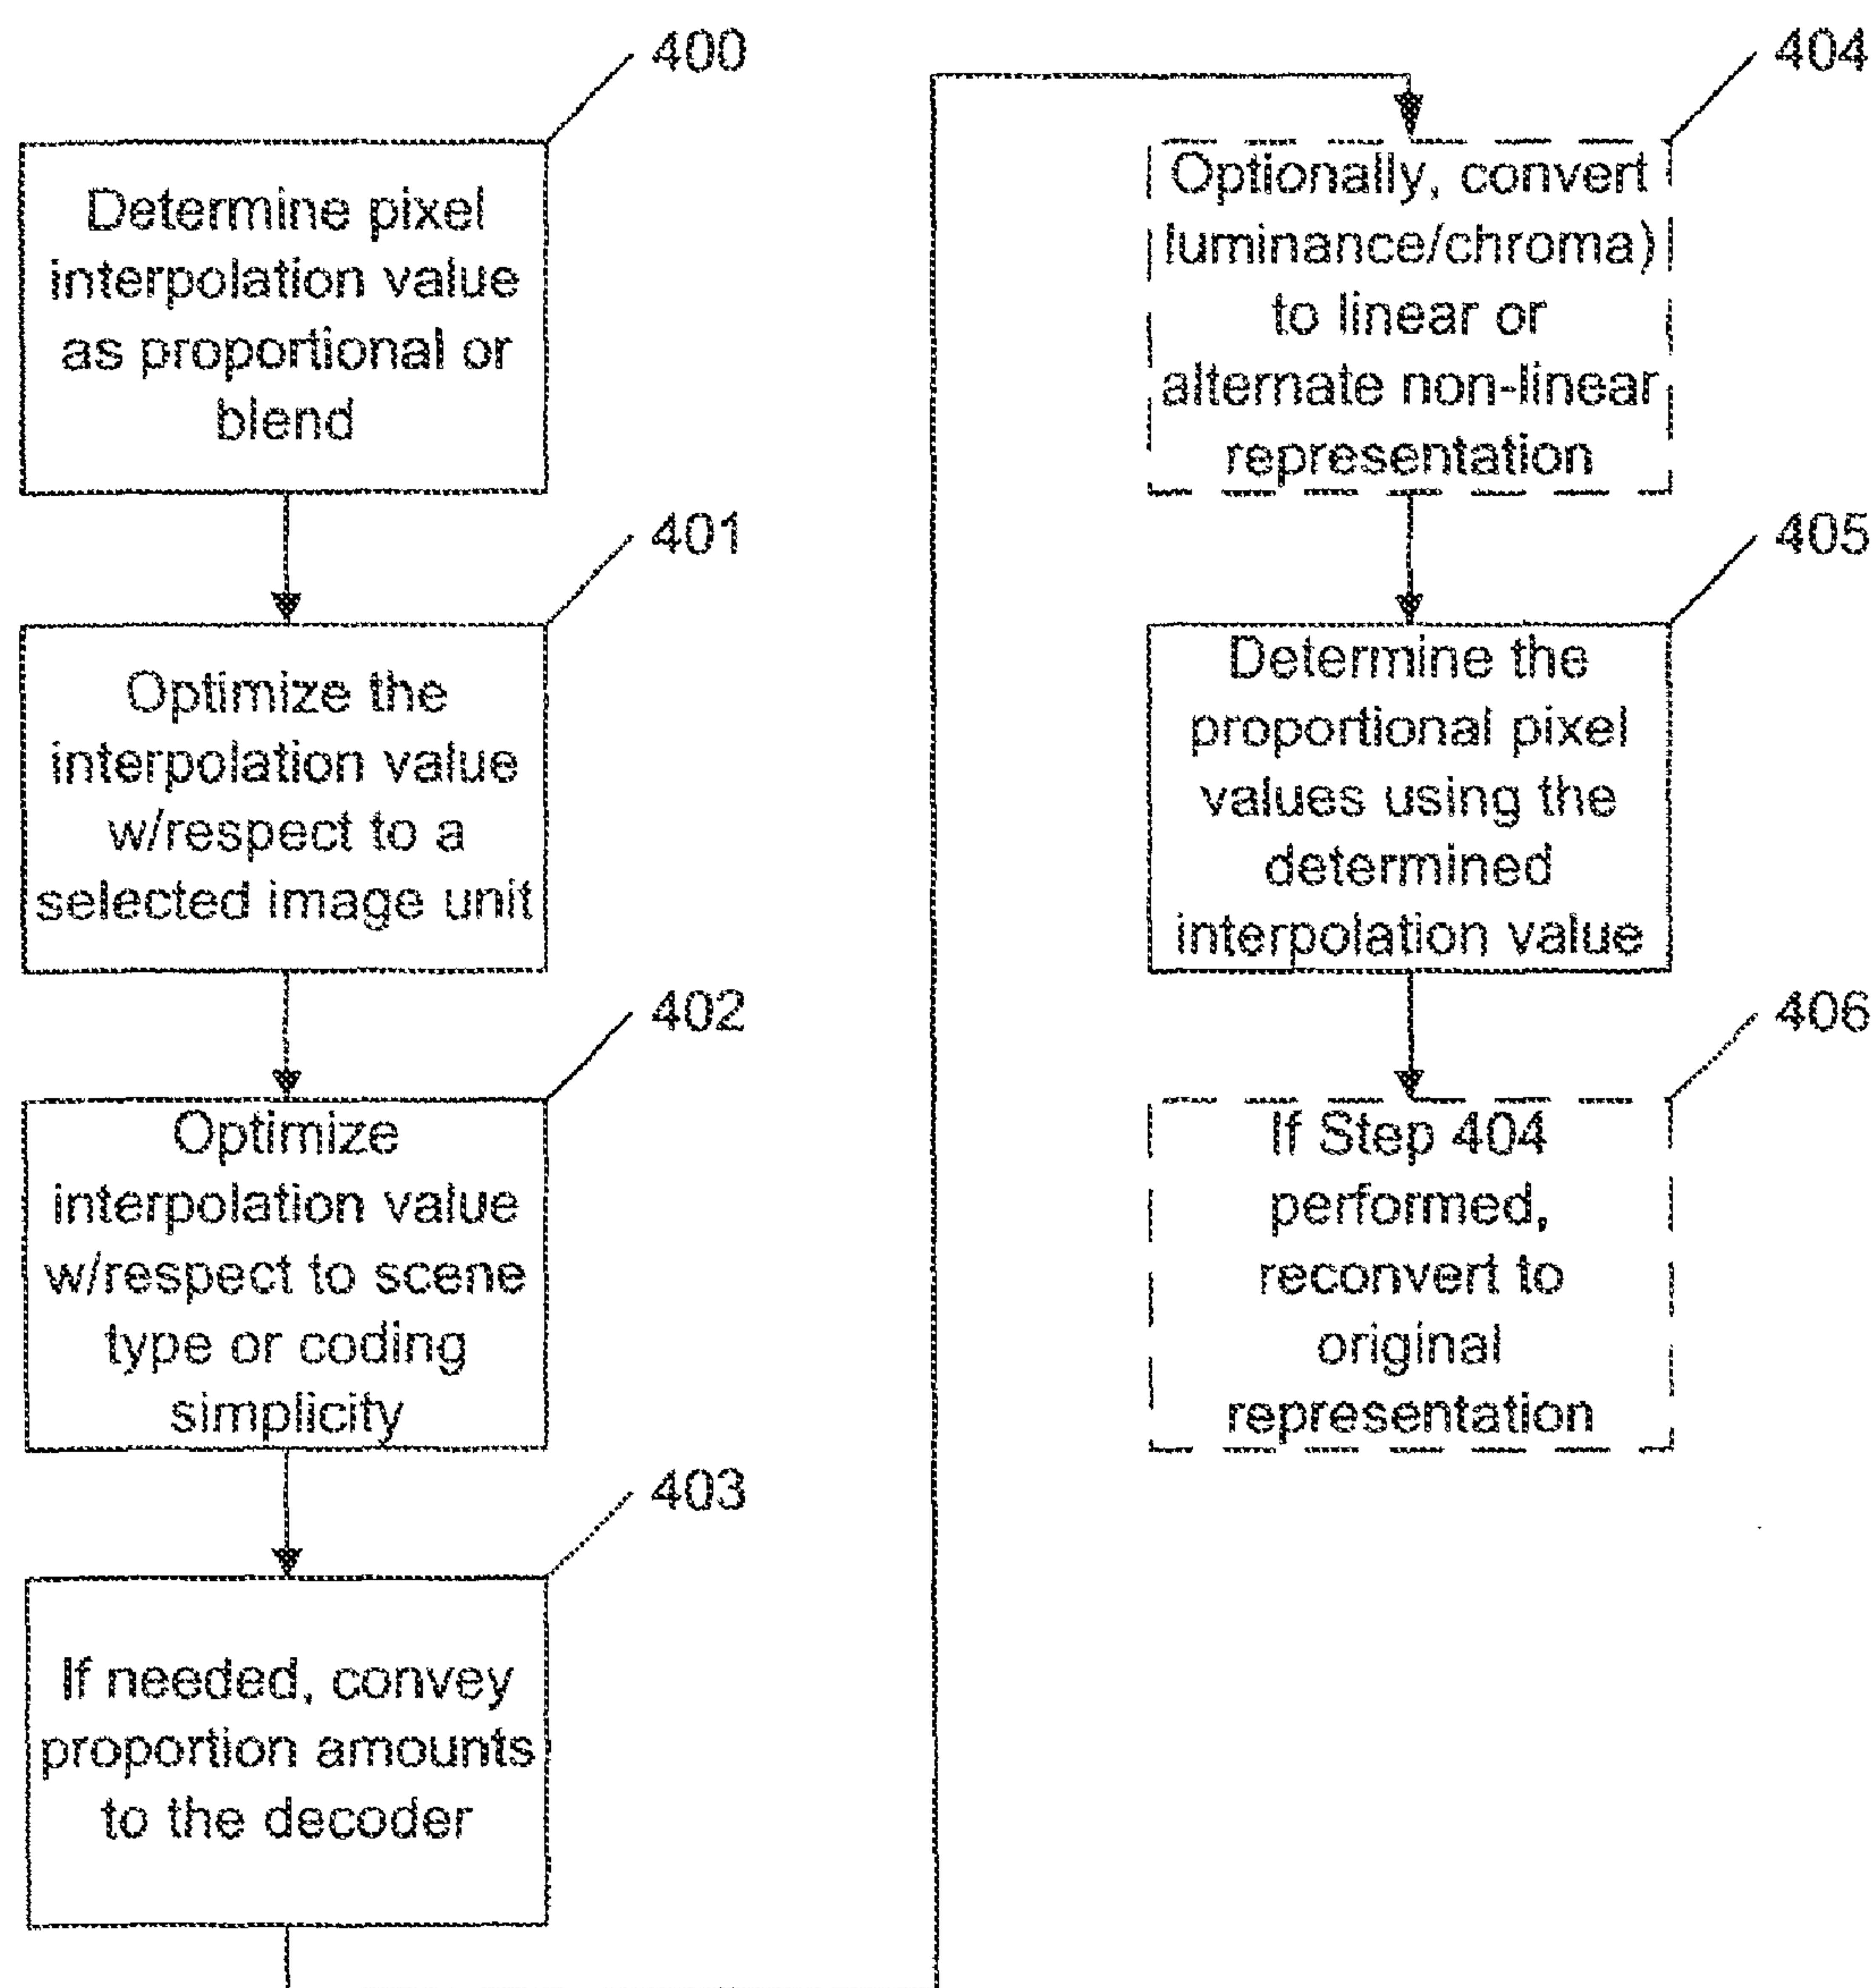 400
Determine pixel
interpolation value
as proportional or
blend
401
Optimize the
interpolation value
w/respect to a
selected image unit
402
Optimize
interpolation value
w/respect to scene
type or coding
simplicity
403
If needed, convey
proportion amounts
to the decoder
404
Optionally, convert
luminance/chroma)
to linear or
alternate non-linear
representation
405
Determine the
proportional pixel
values using the
determined
interpolation value
406
If Step 404
performed,
reconvert to
original
representation